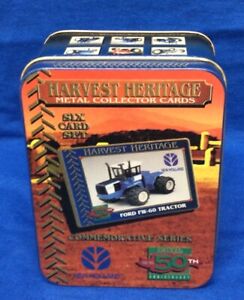 HARVEST HERITAGE
METAL COLLECTOR CARDS
SIX
CARD
SET
HARVEST HERITAGE
NEW HOLLAND
FORD FW-60 TRACTOR
COMMEMORATIVE SERIES
NEW HOLLAND
50TH
ANNIVERSARY